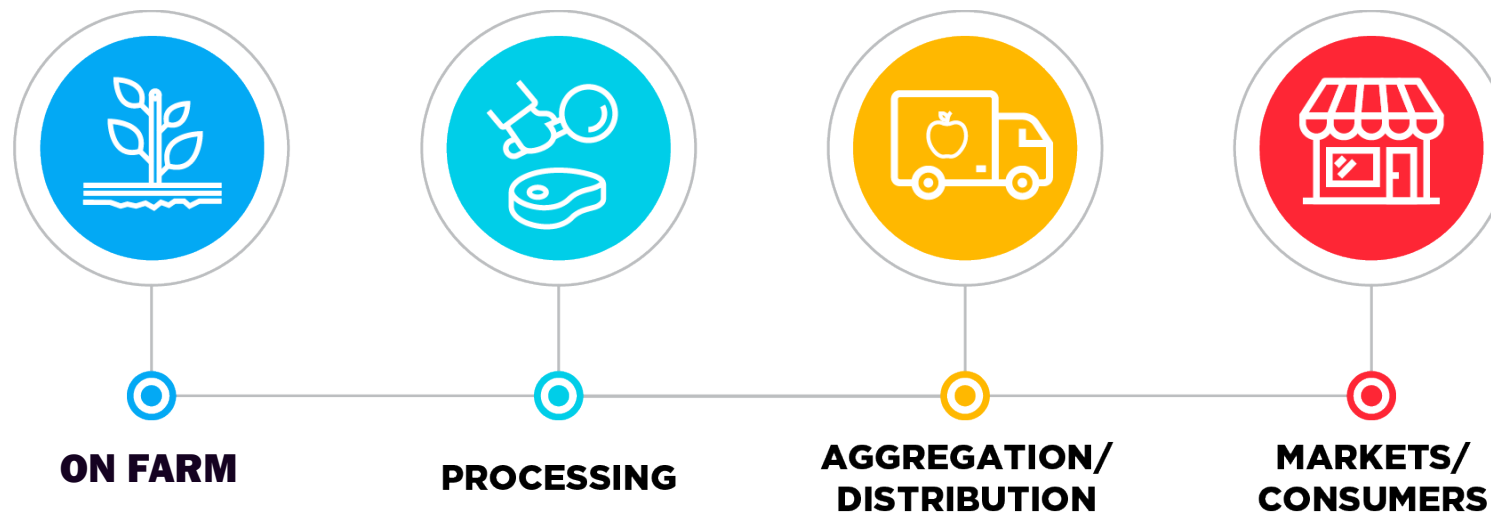 ON FARM
PROCESSING
AGGREGATION/
DISTRIBUTION
MARKETS/
CONSUMERS